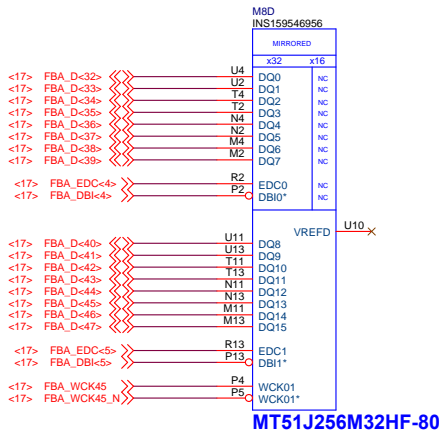 M8D
INS159546956
MIRRORED
x32 x16
<17> FBA_D<32> U4 DQ0 NC
<17> FBA_D<33> U2 DQ1 NC
<17> FBA_D<34> T4 DQ2 NC
<17> FBA_D<35> T2 DQ3 NC
<17> FBA_D<36> N4 DQ4 NC
<17> FBA_D<37> N2 DQ5 NC
<17> FBA_D<38> M4 DQ6 NC
<17> FBA_D<39> M2 DQ7 NC
<17> FBA_EDC<4> R2 EDC0 NC
<17> FBA_DBI<4> P2 DBI0* NC
VREFD U10
<17> FBA_D<40> U11 DQ8
<17> FBA_D<41> U13 DQ9
<17> FBA_D<42> T11 DQ10
<17> FBA_D<43> T13 DQ11
<17> FBA_D<44> N11 DQ12
<17> FBA_D<45> N13 DQ13
<17> FBA_D<46> M11 DQ14
<17> FBA_D<47> M13 DQ15
<17> FBA_EDC<5> R13 EDC1
<17> FBA_DBI<5> P13 DBI1*
<17> FBA_WCK45 P4 WCK01
<17> FBA_WCK45_N P5 WCK01*
MT51J256M32HF-80